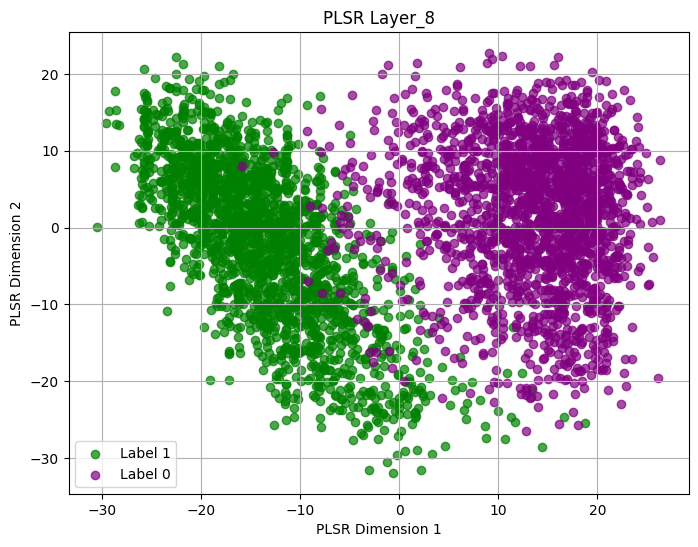 PLSR Layer_8
PLSR Dimension 2
20
10
0
−10
−20
−30
Label 1
Label 0
−30 −20 −10 0 10 20
PLSR Dimension 1